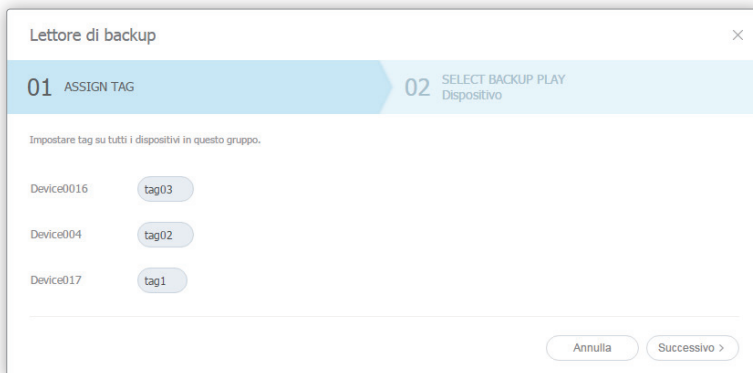 Lettore di backup
01 ASSIGN TAG
02 SELECT BACKUP PLAY
Dispositivo
Impostare tag su tutti i dispositivi in questo gruppo.
Device0016 tag03
Device004 tag02
Device017 tag1
Annulla Successivo >